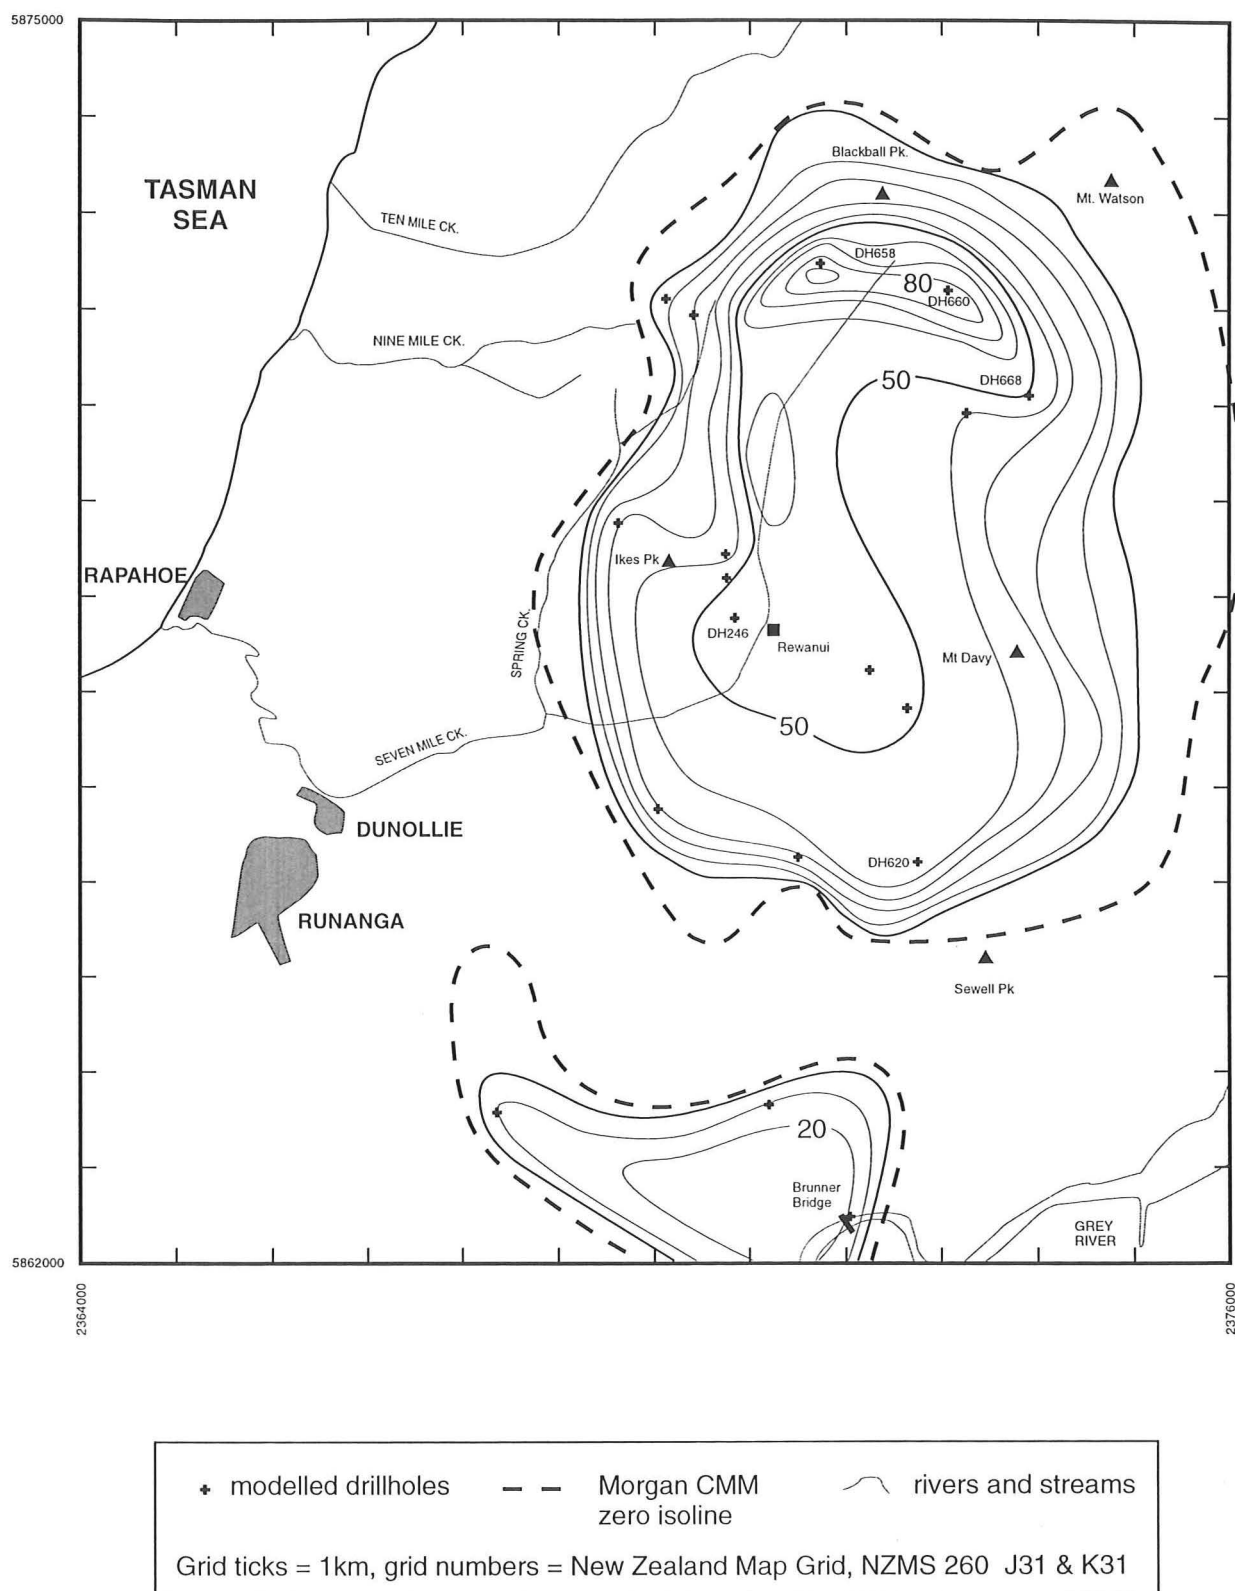 5875000
Blackball Pk.
TASMAN
SEA
Mt. Watson
TEN MILE CK.
DH658
80
DH660
NINE MILE CK.
50
DH668
Ikes Pk
RAPAHOE
SPRING CK.
DH246
Rewanui
Mt Davy
50
SEVEN MILE CK.
DUNOLLIE
DH620
RUNANGA
Sewell Pk
20
Brunner
Bridge
GREY
RIVER
5862000
2364000
2376000
modelled drillholes
Morgan CMM
zero isoline
rivers and streams
Grid ticks = 1km, grid numbers = New Zealand Map Grid, NZMS 260 J31 & K31